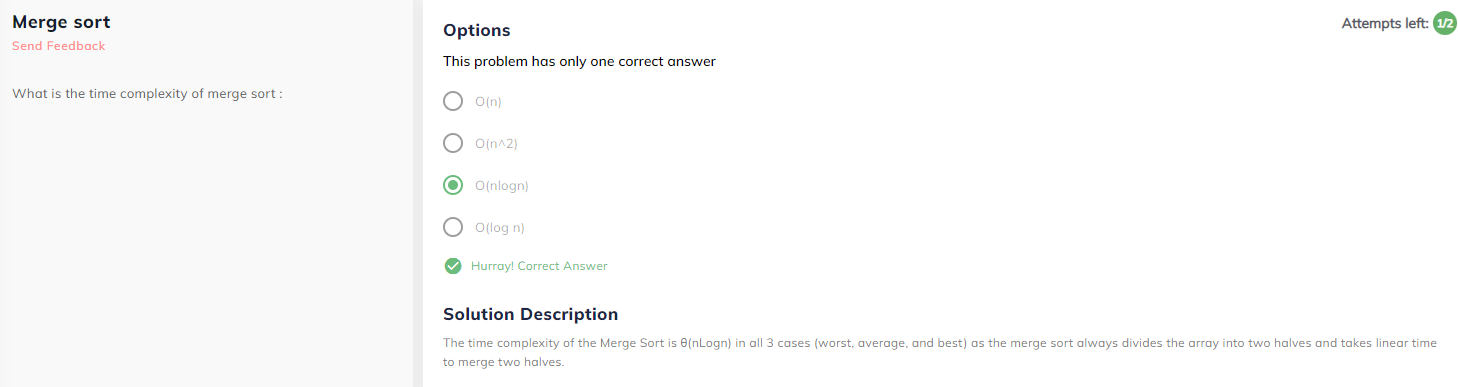 Merge sort
Send Feedback
What is the time complexity of merge sort :
Attempts left: 1/2
Options
This problem has only one correct answer
O(n)
O(n^2)
O(nlogn)
O(log n)
Hurray! Correct Answer
Solution Description
The time complexity of the Merge Sort is θ(nLogn) in all 3 cases (worst, average, and best) as the merge sort always divides the array into two halves and takes linear time
to merge two halves.